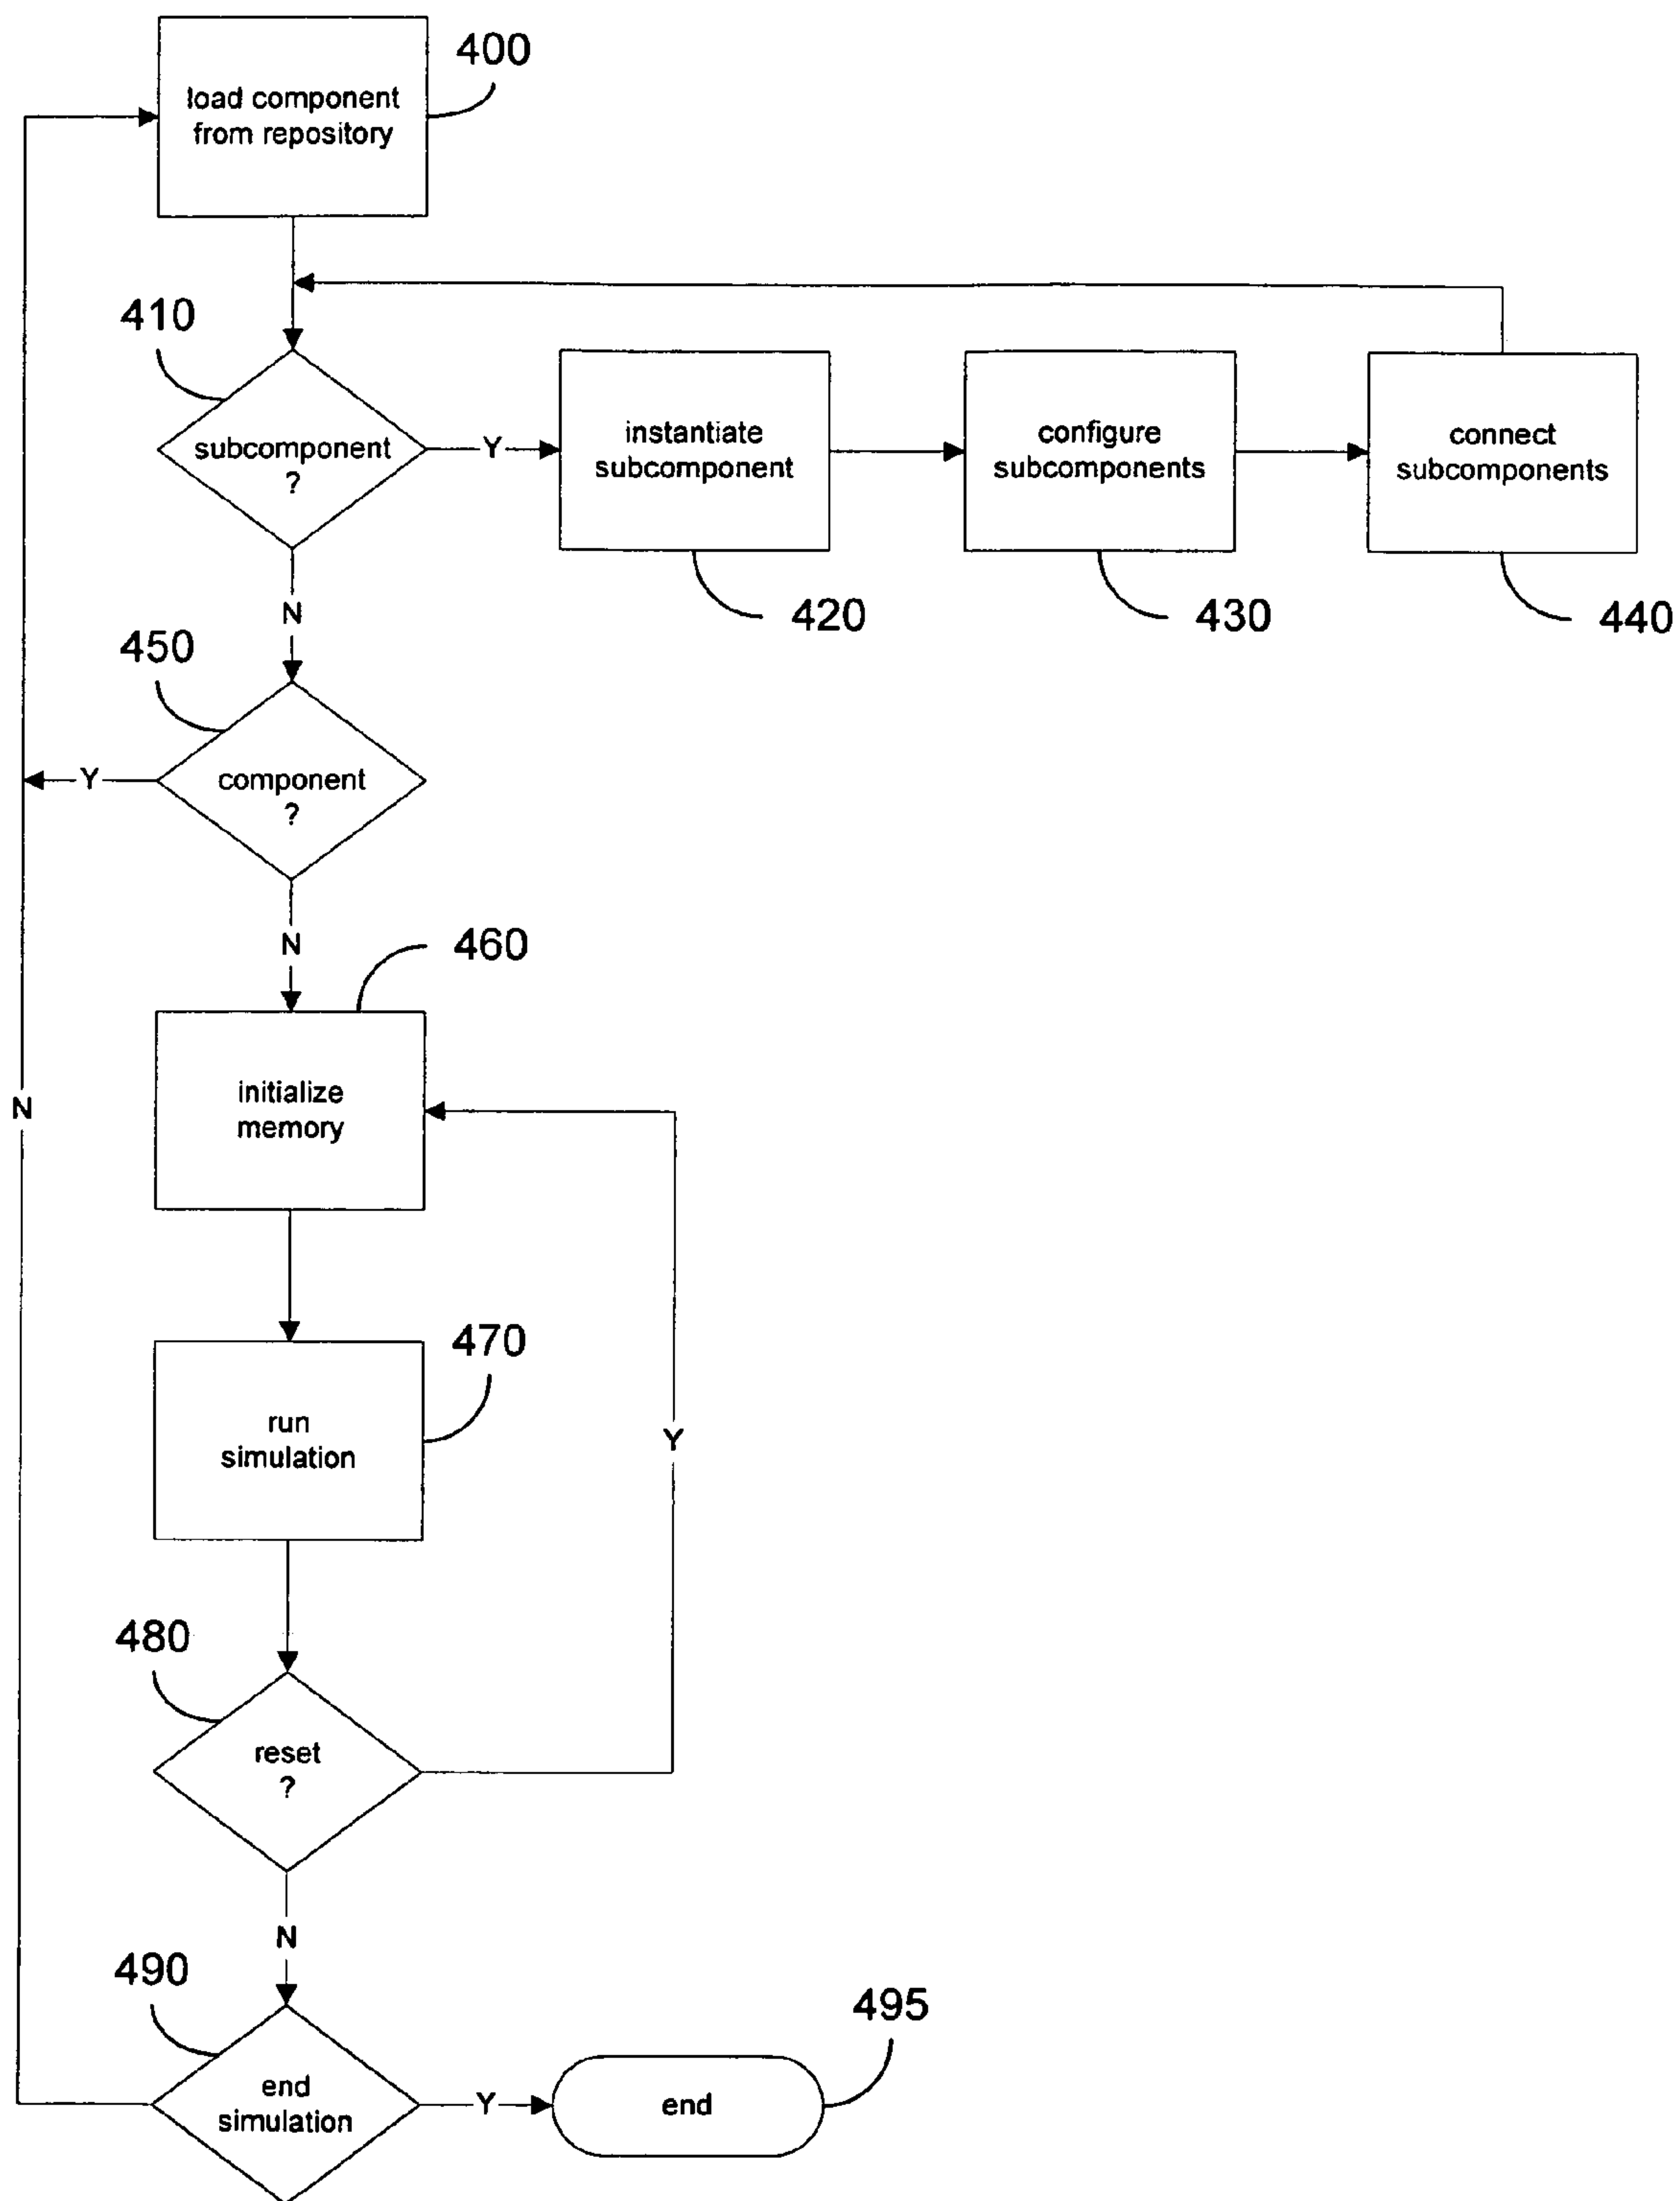 400
load component
from repository
410
subcomponent
?
Y
instantiate
subcomponent
configure
subcomponents
connect
subcomponents
420
430
440
N
450
component
?
Y
N
460
initialize
memory
N
470
run
simulation
Y
480
reset
?
N
490
end
simulation
Y
end
495